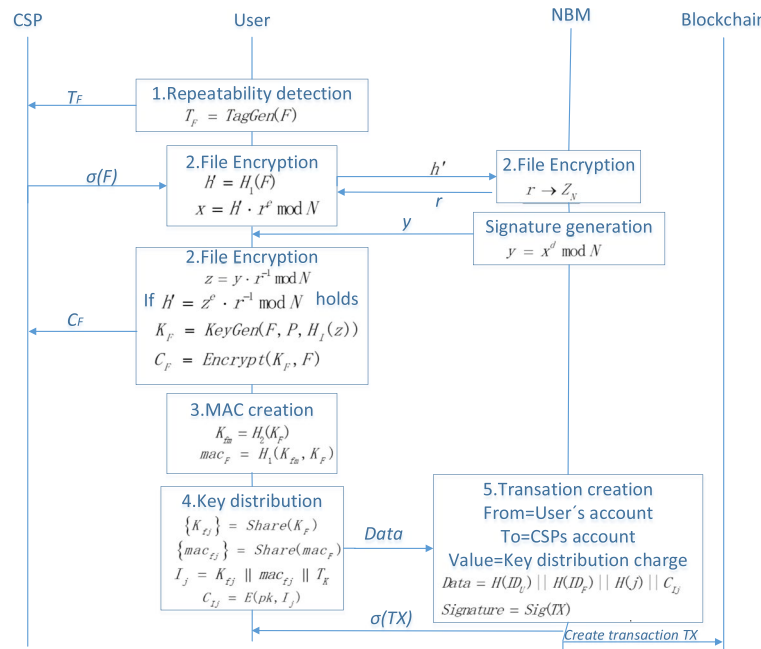 CSP User NBM Blockchain
1.Repeatability detection
T_F = TagGen(F)
T_F
2.File Encryption
h' = H_1(F)
x = h' · r^e mod N
σ(F)
h'
r
2.File Encryption
r → Z_N
Signature generation
y = x^d mod N
y
2.File Encryption
z = y · r^-1 mod N
If h' = z^e · r^-1 mod N holds
K_F = KeyGen(F, P, H_1(z))
C_F = Encrypt(K_F, F)
C_F
3.MAC creation
K_fm = H_2(K_F)
mac_F = H_1(K_fm, K_F)
4.Key distribution
{K_fj} = Share(K_F)
{mac_fj} = Share(mac_F)
I_j = K_fj || mac_fj || T_F
C_Ij = E(pk, I_j)
Data
5.Transation creation
From=User´s account
To=CSPs account
Value=Key distribution charge
Data = H(ID_U) || H(ID_F) || H(j) || C_Ij
Signature = Sig(TX)
σ(TX)
Create transaction TX